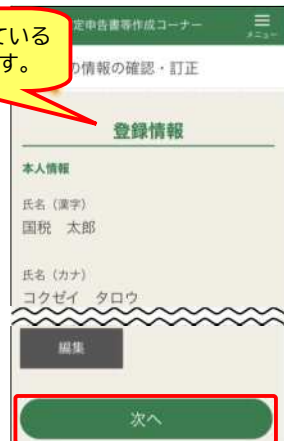 ている
す。
定申告書等作成コーナー
メニュー
の情報の確認・訂正
登録情報
本人情報
氏名（漢字）
国税　太郎
氏名（カナ）
コクゼイ　タロウ
編集
次へ